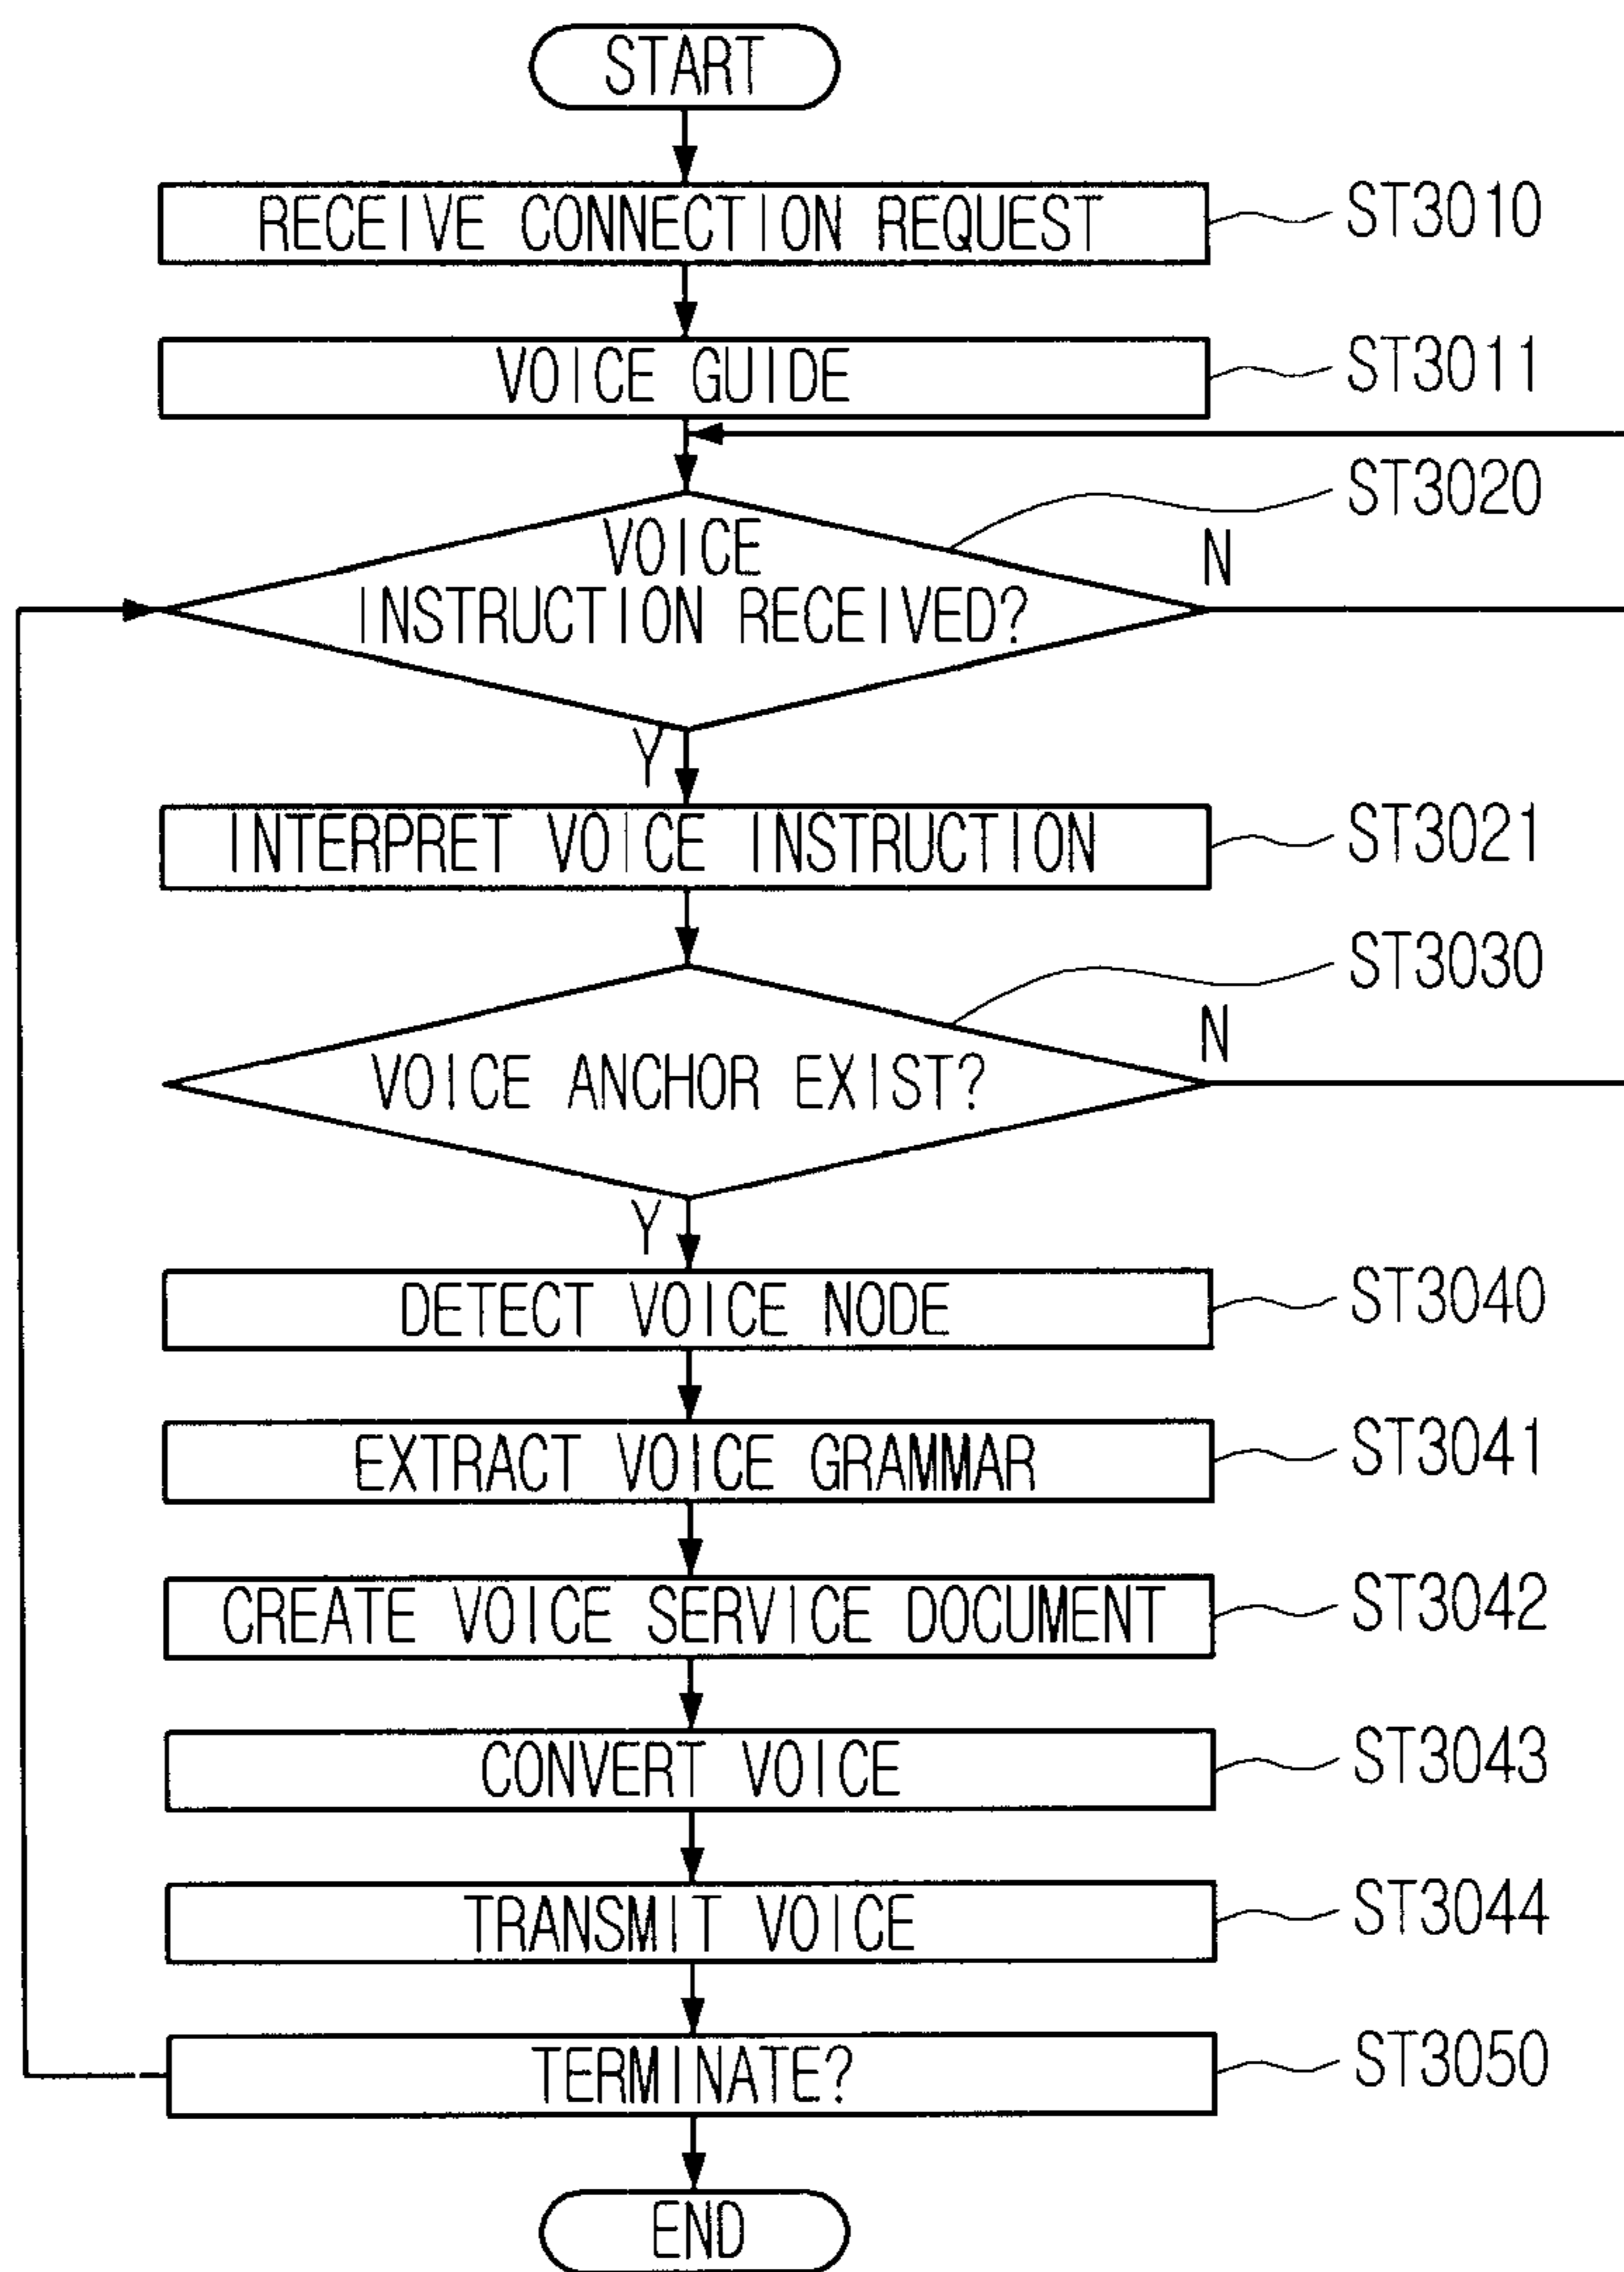 START
RECEIVE CONNECTION REQUEST
ST3010
VOICE GUIDE
ST3011
ST3020
VOICE
INSTRUCTION RECEIVED?
N
Y
INTERPRET VOICE INSTRUCTION
ST3021
ST3030
VOICE ANCHOR EXIST?
N
Y
DETECT VOICE NODE
ST3040
EXTRACT VOICE GRAMMAR
ST3041
CREATE VOICE SERVICE DOCUMENT
ST3042
CONVERT VOICE
ST3043
TRANSMIT VOICE
ST3044
TERMINATE?
ST3050
END